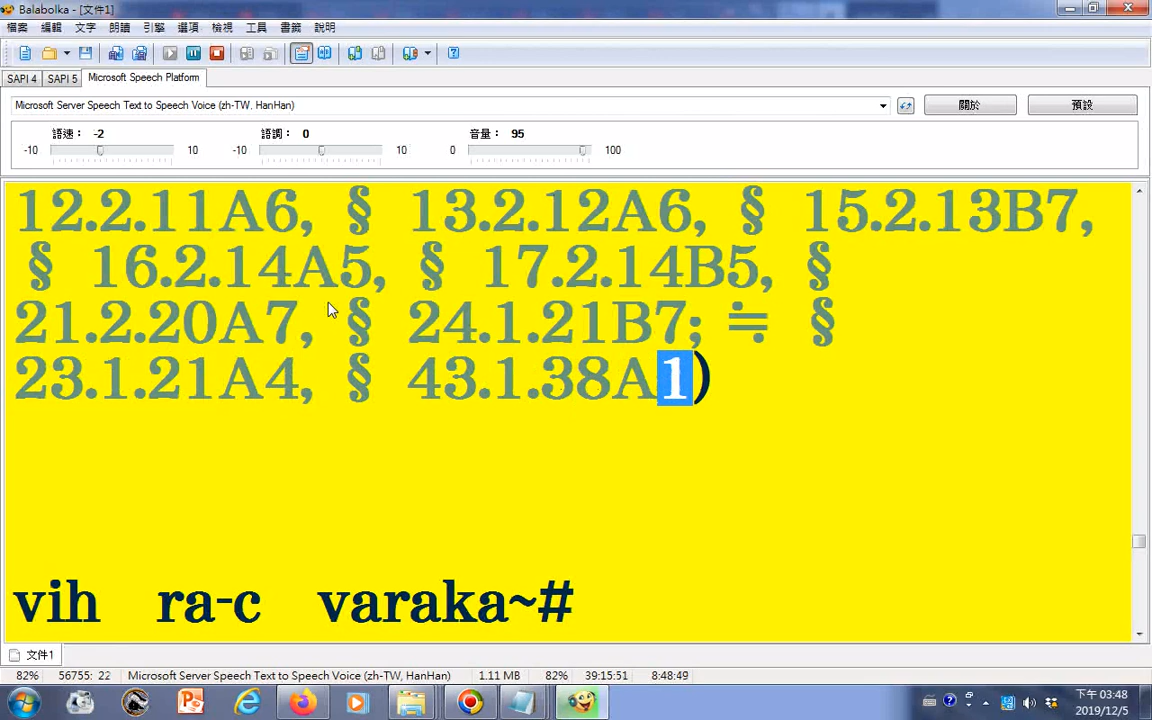 Balabolka - [文件1]
檔案 編輯 文字 朗讀 引擎 選項 檢視 工具 書籤 說明
SAPI 4 SAPI 5 Microsoft Speech Platform
Microsoft Server Speech Text to Speech Voice (zh-TW, HanHan) 關於 預設
語速: -2 語調: 0 音量: 95
-10 10 -10 10 0 100
12.2.11A6, § 13.2.12A6, § 15.2.13B7,
§ 16.2.14A5, § 17.2.14B5, §
21.2.20A7, § 24.1.21B7; ≒ §
23.1.21A4, § 43.1.38A1)
vih ra-c varaka~#
文件1
82% 56755: 22 Microsoft Server Speech Text to Speech Voice (zh-TW, HanHan) 1.11 MB 82% 39:15:51 8:48:49
下午 03:48
2019/12/5